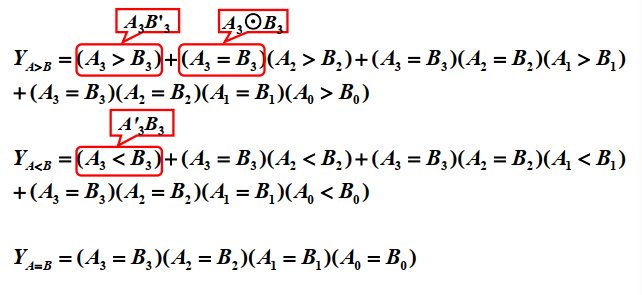 A₃B'₃ A₃⊙B₃
Y_{A>B} = (A₃ > B₃) + (A₃ = B₃)(A₂ > B₂) + (A₃ = B₃)(A₂ = B₂)(A₁ > B₁)
+ (A₃ = B₃)(A₂ = B₂)(A₁ = B₁)(A₀ > B₀)
A'₃B₃
Y_{A<B} = (A₃ < B₃) + (A₃ = B₃)(A₂ < B₂) + (A₃ = B₃)(A₂ = B₂)(A₁ < B₁)
+ (A₃ = B₃)(A₂ = B₂)(A₁ = B₁)(A₀ < B₀)
Y_{A=B} = (A₃ = B₃)(A₂ = B₂)(A₁ = B₁)(A₀ = B₀)